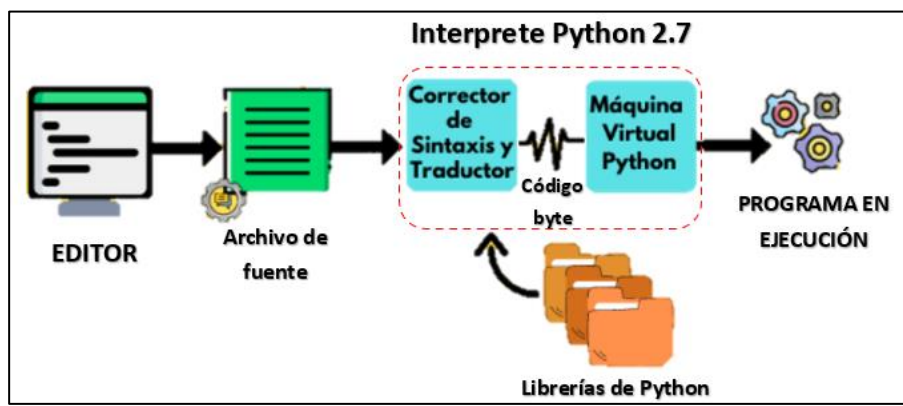 Interprete Python 2.7
Corrector
de
Sintaxis y
Traductor
Máquina
Virtual
Python
Código
byte
EDITOR
Archivo de
fuente
PROGRAMA EN
EJECUCIÓN
Librerías de Python